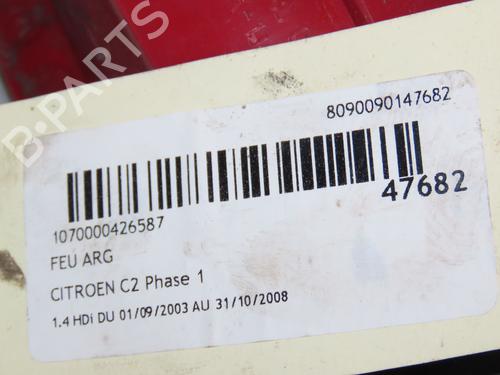 B-PARTS
8090090147682
47682
1070000426587
FEU ARG
CITROEN C2 Phase 1
1.4 HDi DU 01/09/2003 AU 31/10/2008